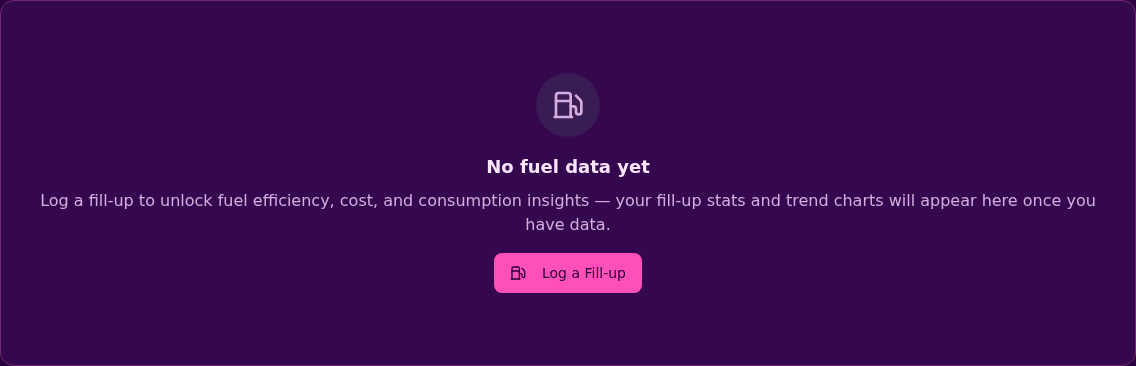 No fuel data yet
Log a fill-up to unlock fuel efficiency, cost, and consumption insights — your fill-up stats and trend charts will appear here once you
have data.
Log a Fill-up